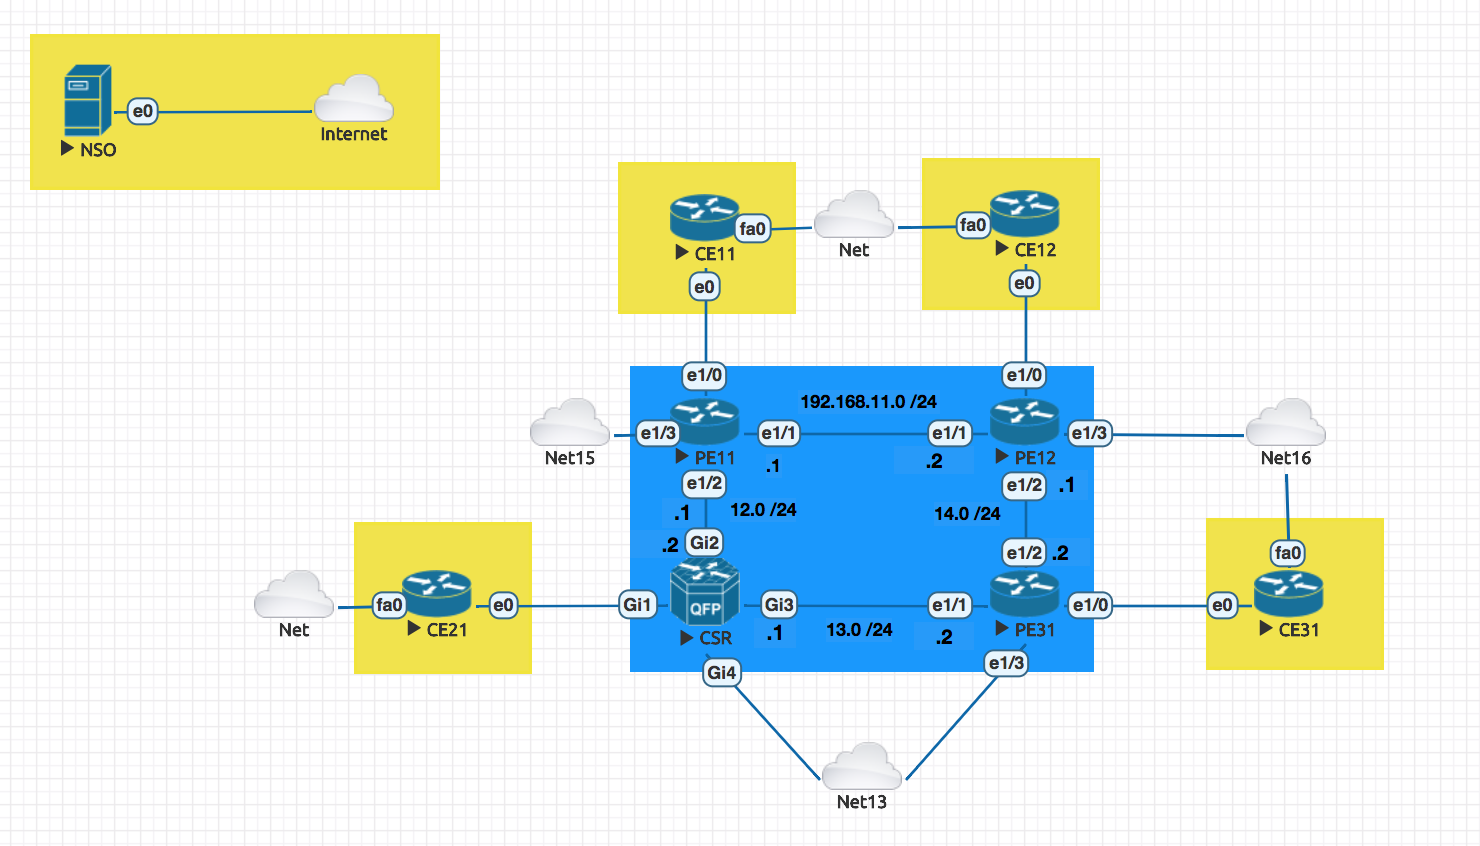 e0
Internet
NSO
CE11
fa0
Net
fa0
CE12
e0
e0
e1/0
e1/0
192.168.11.0 /24
Net15
e1/3
PE11
e1/1
.1
e1/1
.2
PE12
e1/3
Net16
e1/2
.1
12.0 /24
.2
Gi2
e1/2
.1
14.0 /24
e1/2
.2
Net
fa0
CE21
e0
Gi1
QFP
CSR
Gi3
.1
13.0 /24
e1/1
.2
PE31
e1/0
e0
fa0
CE31
Gi4
e1/3
Net13